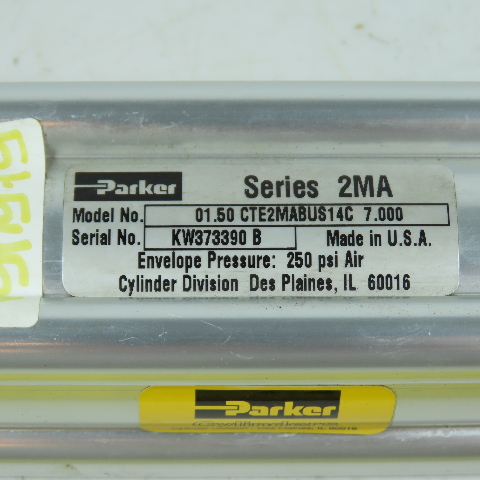 Parker Series 2MA
Model No. 01.50 CTE2MABUS14C 7.000
Serial No. KW373390 B Made in U.S.A.
Envelope Pressure: 250 psi Air
Cylinder Division Des Plaines, IL 60016
Parker